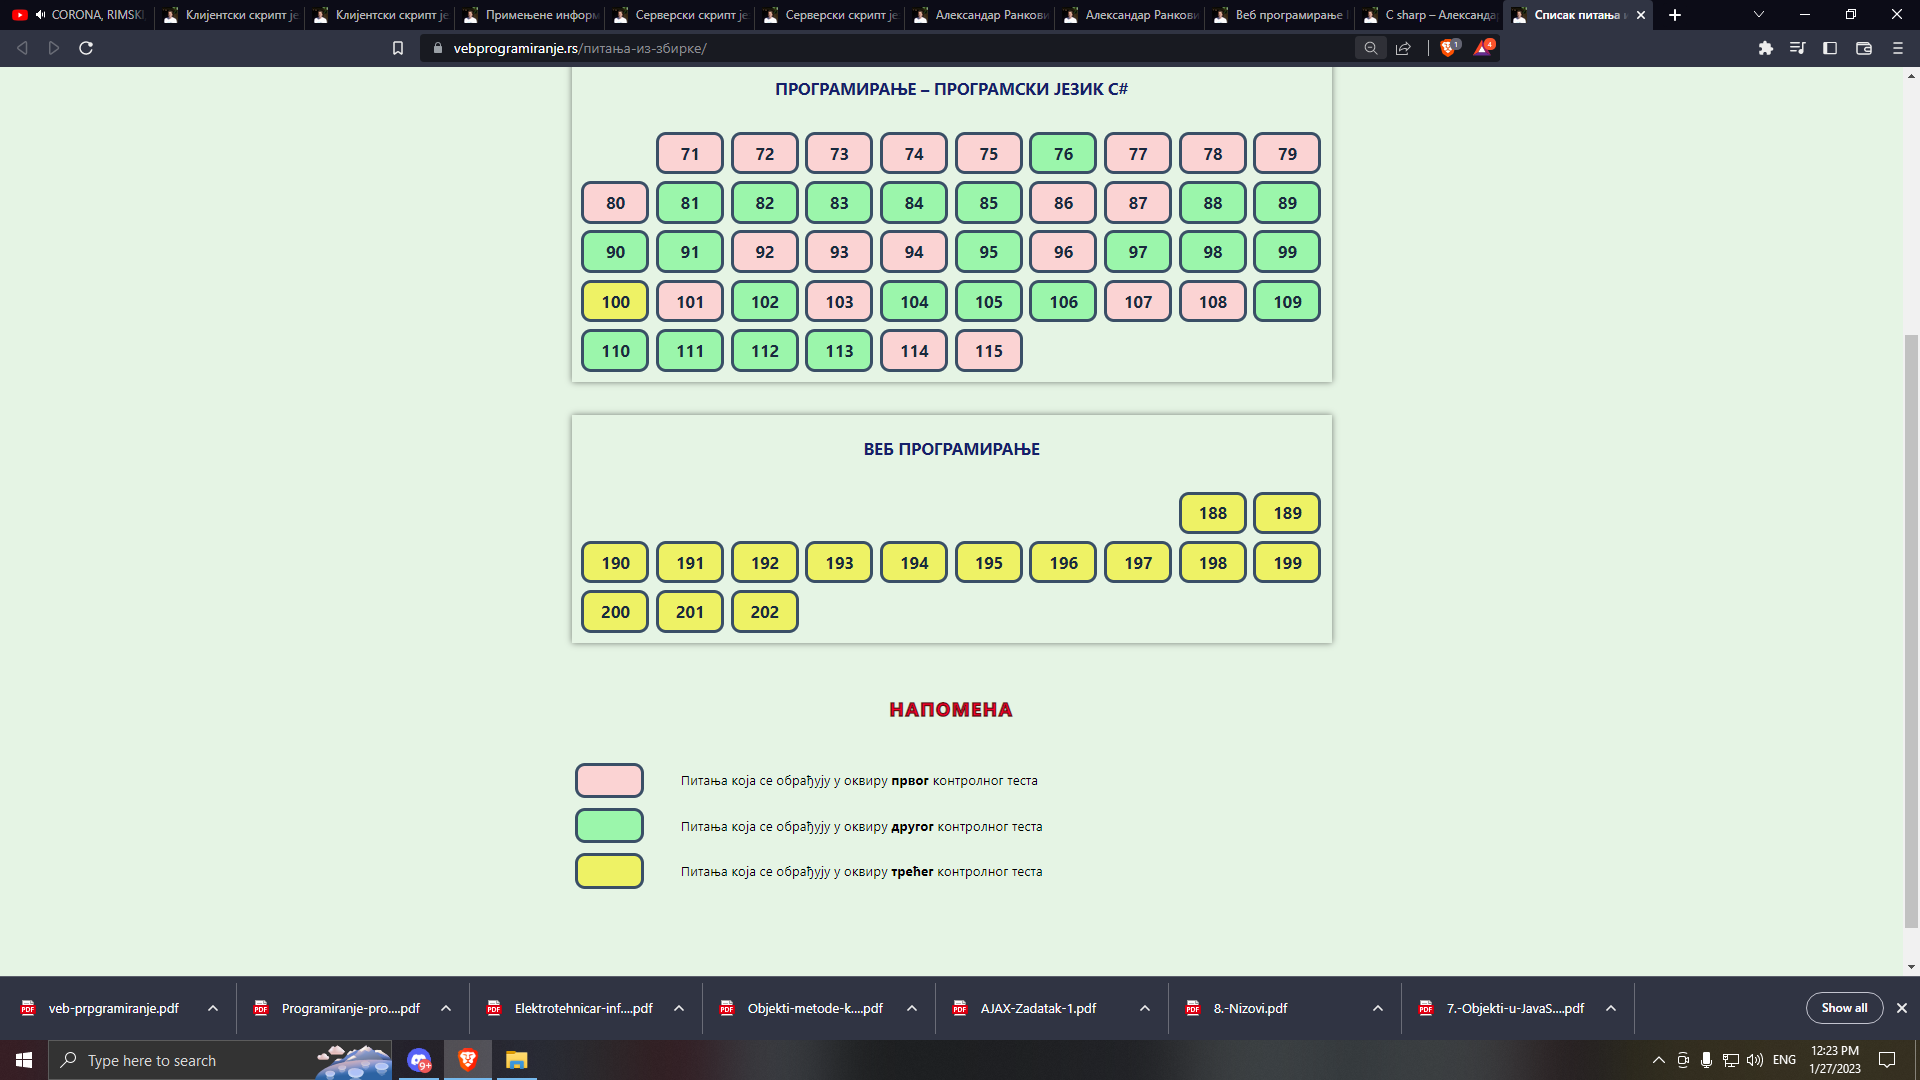 CORONA, RIMSKI
Клијентски скрипт је
Клијентски скрипт је
Примењене информ
Серверски скрипт је
Серверски скрипт је
Александар Ранкови
Александар Ранкови
Веб програмирање
C sharp – Александа
Списак питања и
vebprogramiranje.rs/питања-из-збирке/
1
4
ПРОГРАМИРАЊЕ – ПРОГРАМСКИ ЈЕЗИК C#
71 72 73 74 75 76 77 78 79
80 81 82 83 84 85 86 87 88 89
90 91 92 93 94 95 96 97 98 99
100 101 102 103 104 105 106 107 108 109
110 111 112 113 114 115
ВЕБ ПРОГРАМИРАЊЕ
188 189
190 191 192 193 194 195 196 197 198 199
200 201 202
НАПОМЕНА
Питања која се обрађују у оквиру првог контролног теста
Питања која се обрађују у оквиру другог контролног теста
Питања која се обрађују у оквиру трећег контролног теста
veb-prpgramiranje.pdf
Programiranje-pro....pdf
Elektrotehnicar-inf....pdf
Objekti-metode-k....pdf
AJAX-Zadatak-1.pdf
8.-Nizovi.pdf
7.-Objekti-u-JavaS....pdf
Show all
Type here to search
9+
ENG
12:23 PM
1/27/2023